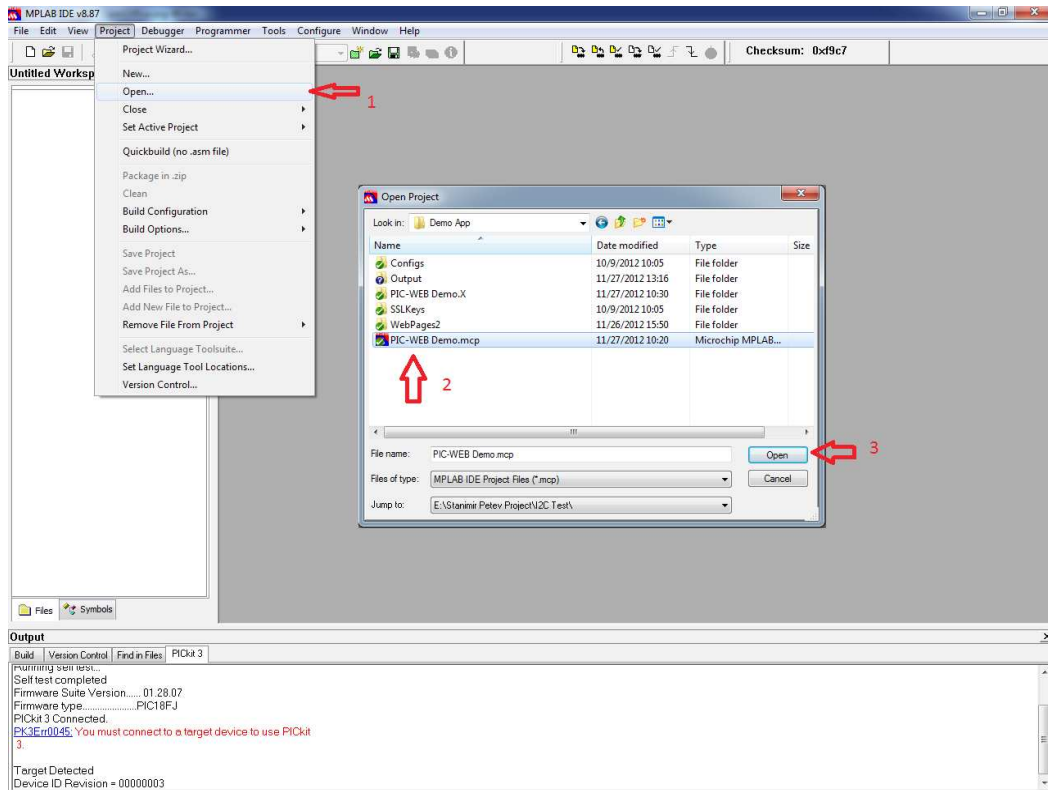 MPLAB IDE v8.87
File Edit View Project Debugger Programmer Tools Configure Window Help
Checksum: 0xf9c7
Untitled Worksp
Project Wizard...
New...
Open...
Close
Set Active Project
Quickbuild (no .asm file)
Package in .zip
Clean
Build Configuration
Build Options...
Save Project
Save Project As...
Add Files to Project...
Add New File to Project...
Remove File From Project
Select Language Toolsuite...
Set Language Tool Locations...
Version Control...
1
Open Project
Look in: Demo App
Name Date modified Type Size
Configs 10/9/2012 10:05 File folder
Output 11/27/2012 13:16 File folder
PIC-WEB Demo.X 11/27/2012 10:30 File folder
SSLKeys 10/9/2012 10:05 File folder
WebPages2 11/26/2012 15:50 File folder
PIC-WEB Demo.mcp 11/27/2012 10:20 Microchip MPLAB...
2
File name: PIC-WEB Demo.mcp Open
3
Files of type: MPLAB IDE Project Files (*.mcp) Cancel
Jump to: E:\Stanimir Petev Project\I2C Test\
Files Symbols
Output
Build Version Control Find in Files PICkit 3
Running self test...
Self test completed
Firmware Suite Version...... 01.28.07
Firmware type......................PIC18FJ
PICkit 3 Connected.
PK3Err0045: You must connect to a target device to use PICkit
3.
Target Detected
Device ID Revision = 00000003